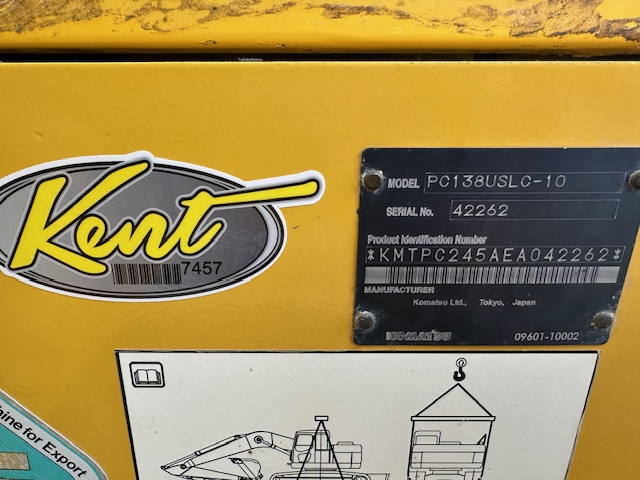 Kent
7457
MODEL PC138USLC-10
SERIAL No. 42262
Product Identification Number
*KMTPC245AEA042262*
MANUFACTURER
Komatsu Ltd., Tokyo, Japan
KOMATSU 09601-10002
for Export